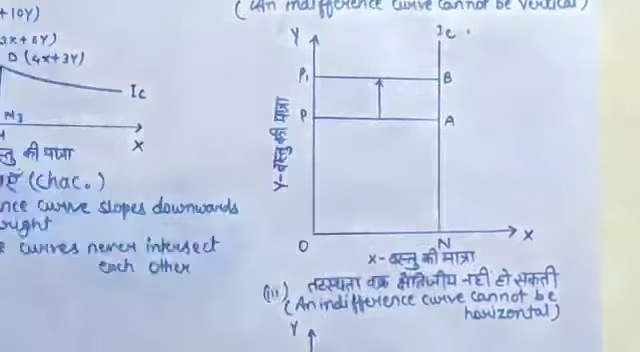 +10Y)
3x+8Y)
D (4x+3Y)
Ic
N3
X
की मात्रा
(Chac.)
nce curve slopes downwards
right
curves never intersect
each other
(An indifference curve cannot be vertical)
Y
Ic.
P1
B
P
A
Y-वस्तु की मात्रा
O
N
X
X-वस्तु की मात्रा
(ii) तटस्थता वक्र क्षैतिजीय नहीं हो सकती
(An indifference curve cannot be
horizontal)
Y